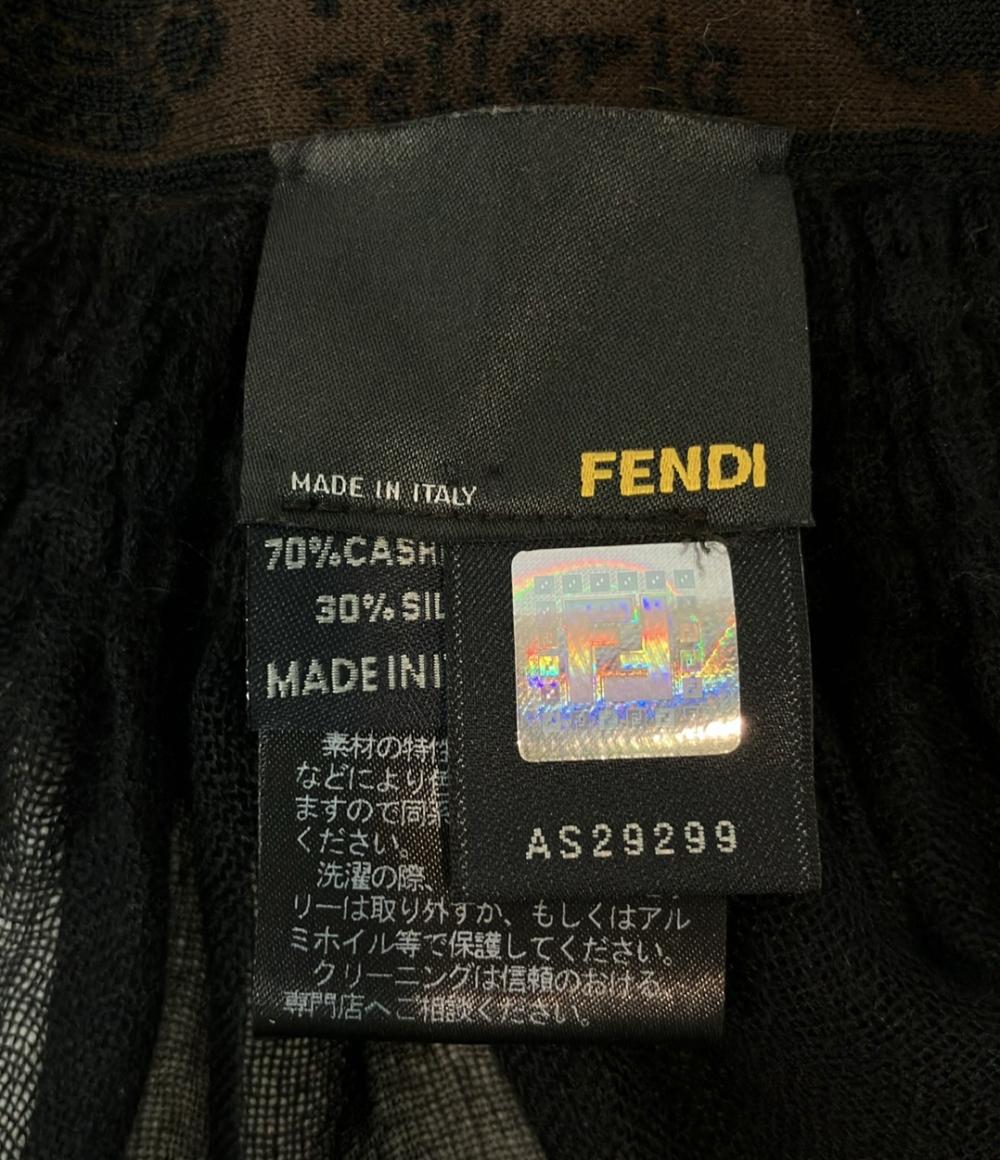 Selleria
MADE IN ITALY
FENDI
70%CASH
30%SIL
MADE IN I
AS29299
素材の特性
などにより
ますので同系
ください。
洗濯の際、
リーは取り外すか、もしくはアル
ミホイル等で保護してください。
クリーニングは信頼のおける
専門店へご相談ください。